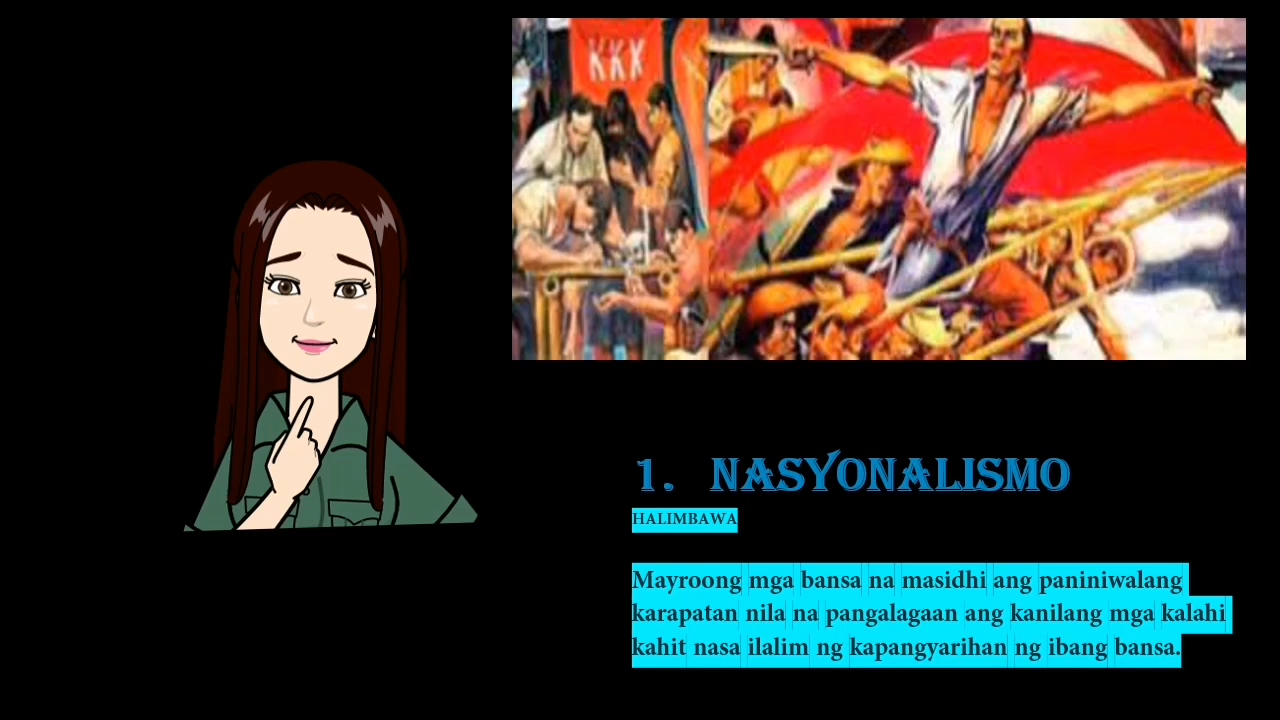 KKK
1. NASYONALISMO
HALIMBAWA
Mayroong mga bansa na masidhi ang paniniwalang
karapatan nila na pangalagaan ang kanilang mga kalahi
kahit nasa ilalim ng kapangyarihan ng ibang bansa.